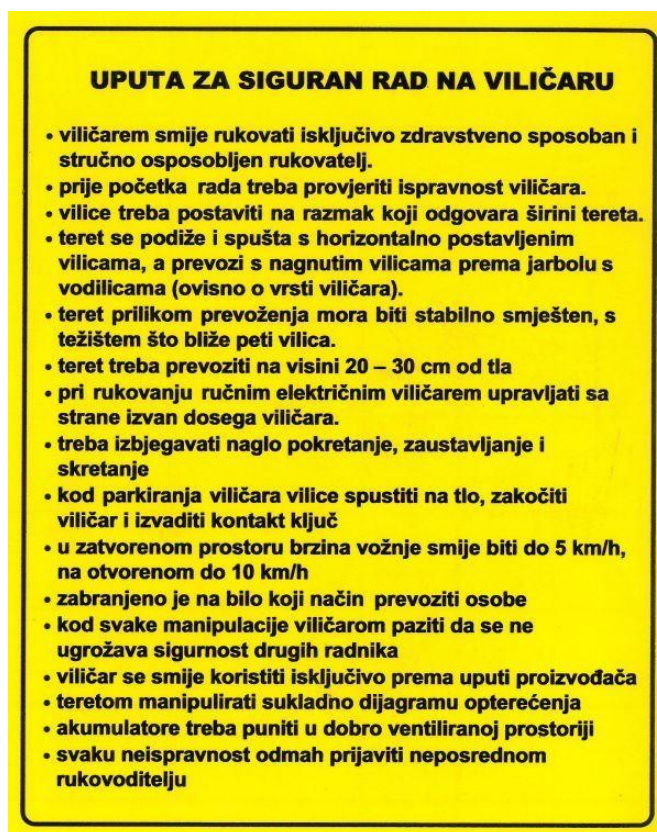 UPUTA ZA SIGURAN RAD NA VILIČARU
• viličarem smije rukovati isključivo zdravstveno sposoban i
stručno osposobljen rukovatelj.
• prije početka rada treba provjeriti ispravnost viličara.
• vilice treba postaviti na razmak koji odgovara širini tereta.
• teret se podiže i spušta s horizontalno postavljenim
vilicama, a prevozi s nagnutim vilicama prema jarbolu s
vodilicama (ovisno o vrsti viličara).
• teret prilikom prevoženja mora biti stabilno smješten, s
težištem što bliže peti vilica.
• teret treba prevoziti na visini 20 – 30 cm od tla
• pri rukovanju ručnim električnim viličarem upravljati sa
strane izvan dosega viličara.
• treba izbjegavati naglo pokretanje, zaustavljanje i
skretanje
• kod parkiranja viličara vilice spustiti na tlo, zakočiti
viličar i izvaditi kontakt ključ
• u zatvorenom prostoru brzina vožnje smije biti do 5 km/h,
na otvorenom do 10 km/h
• zabranjeno je na bilo koji način prevoziti osobe
• kod svake manipulacije viličarom paziti da se ne
ugrožava sigurnost drugih radnika
• viličar se smije koristiti isključivo prema uputi proizvođača
• teretom manipulirati sukladno dijagramu opterećenja
• akumulatore treba puniti u dobro ventiliranoj prostoriji
• svaku neispravnost odmah prijaviti neposrednom
rukovoditelju